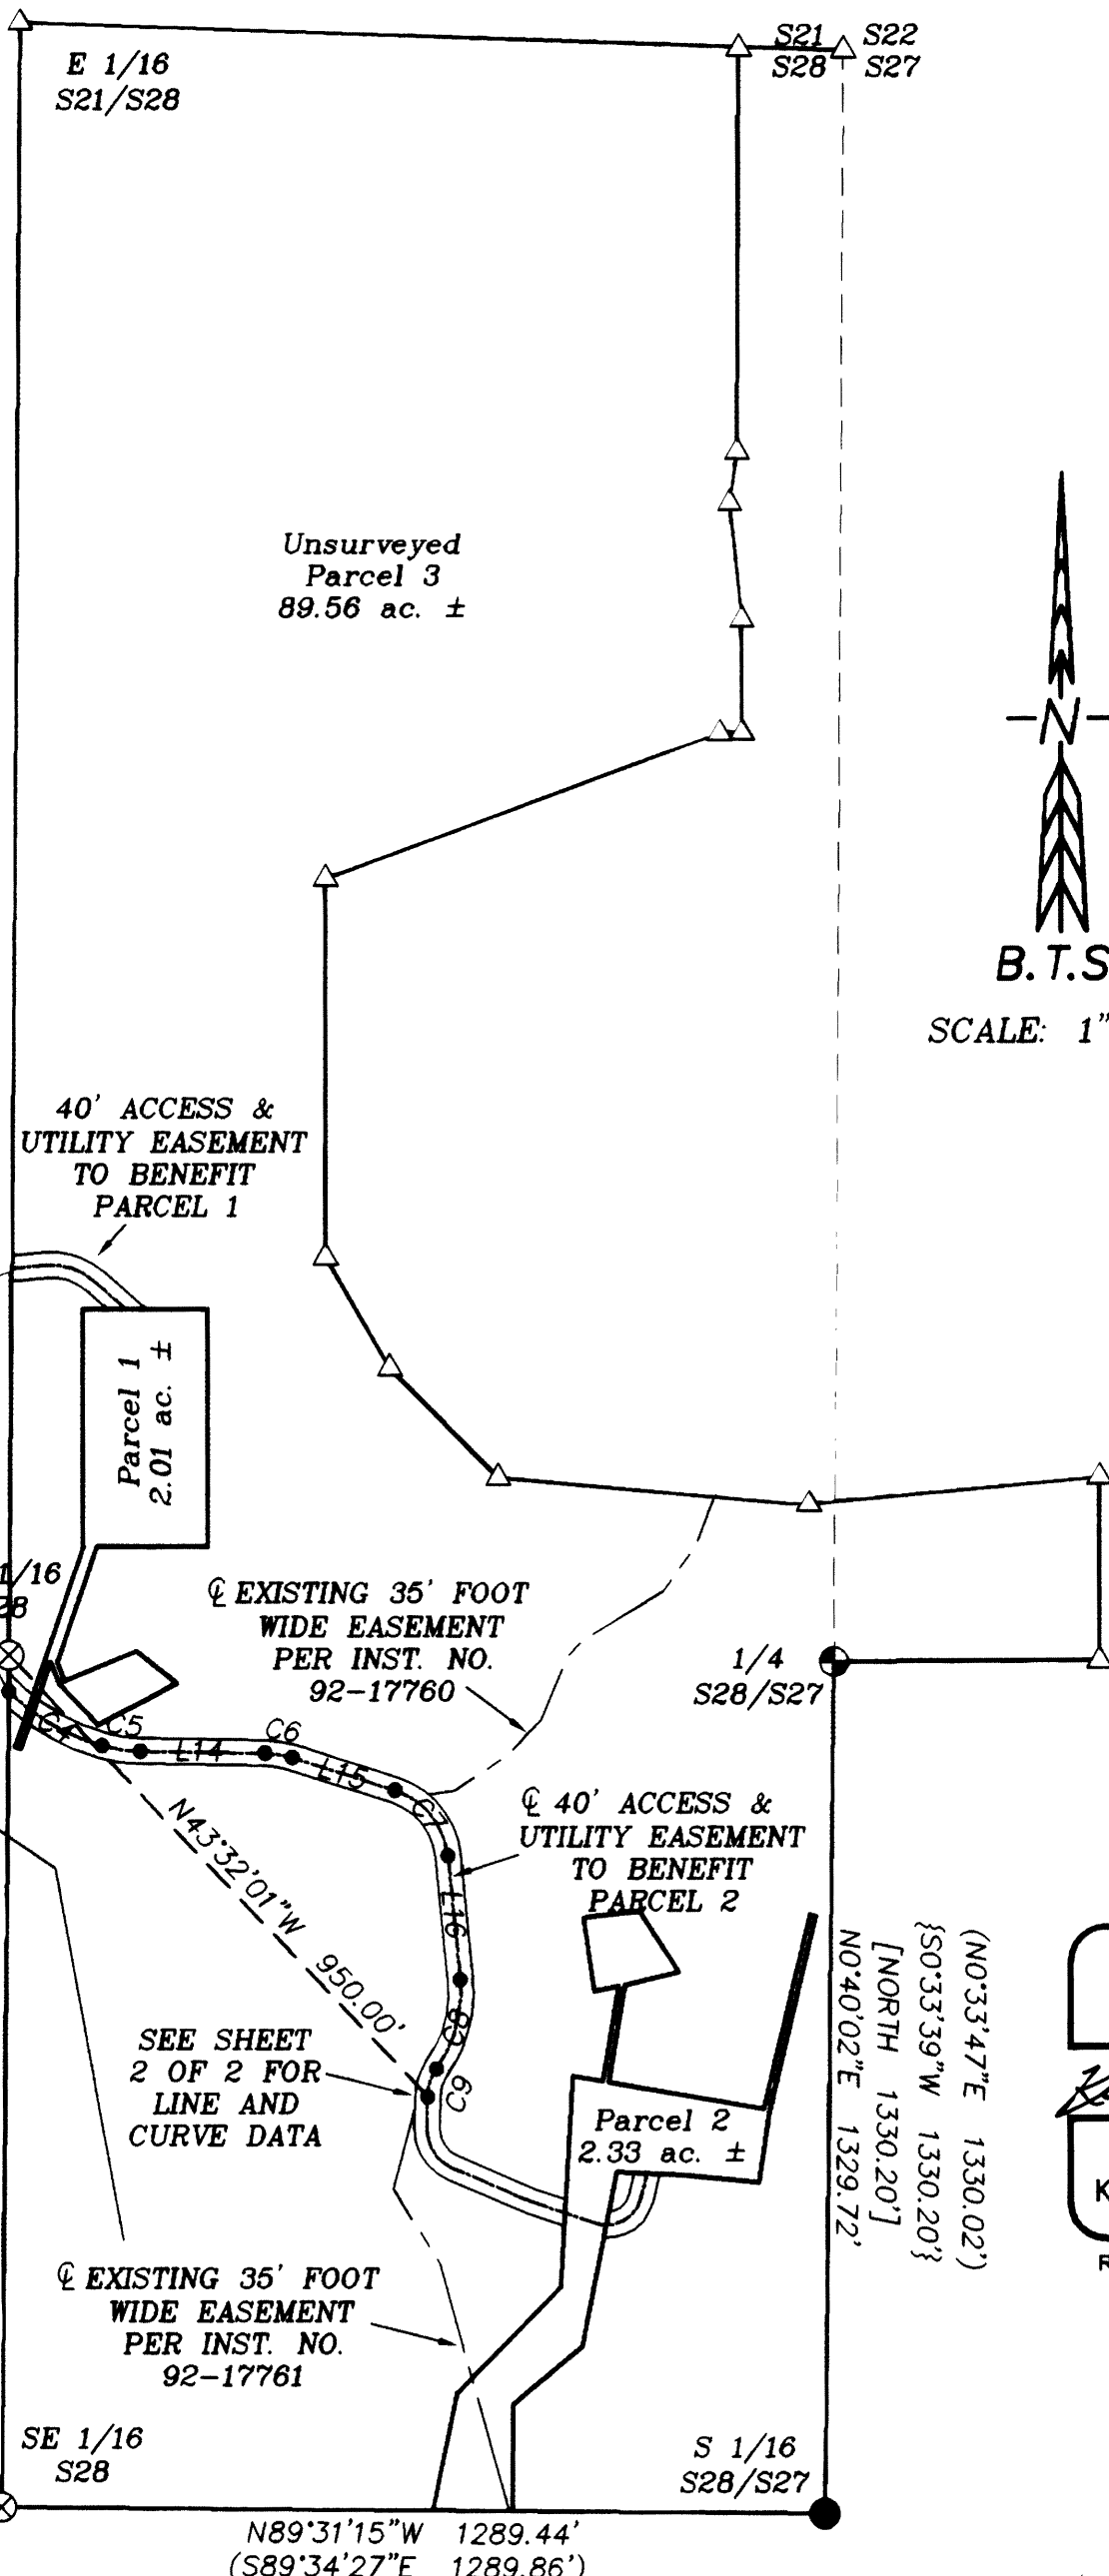 S21 S22
S28 S27
E 1/16
S21/S28
Unsurveyed
Parcel 3
89.56 ac. ±
N
B.T.S
SCALE: 1"
40' ACCESS &
UTILITY EASEMENT
TO BENEFIT
PARCEL 1
Parcel 1
2.01 ac. ±
1/16
28
℄ EXISTING 35' FOOT
WIDE EASEMENT
PER INST. NO.
92-17760
1/4
S28/S27
C4
C5
L14
C6
L15
C7
L16
C8
C9
℄ 40' ACCESS &
UTILITY EASEMENT
TO BENEFIT
PARCEL 2
N43°32'01"W 950.00'
SEE SHEET
2 OF 2 FOR
LINE AND
CURVE DATA
Parcel 2
2.33 ac. ±
(N0°33'47"E 1330.02')
{S0°33'39"W 1330.20'}
[NORTH 1330.20']
N0°40'02"E 1329.72'
K
R
℄ EXISTING 35' FOOT
WIDE EASEMENT
PER INST. NO.
92-17761
SE 1/16
S28
S 1/16
S28/S27
N89°31'15"W 1289.44'
(S89°34'27"E 1289.86')